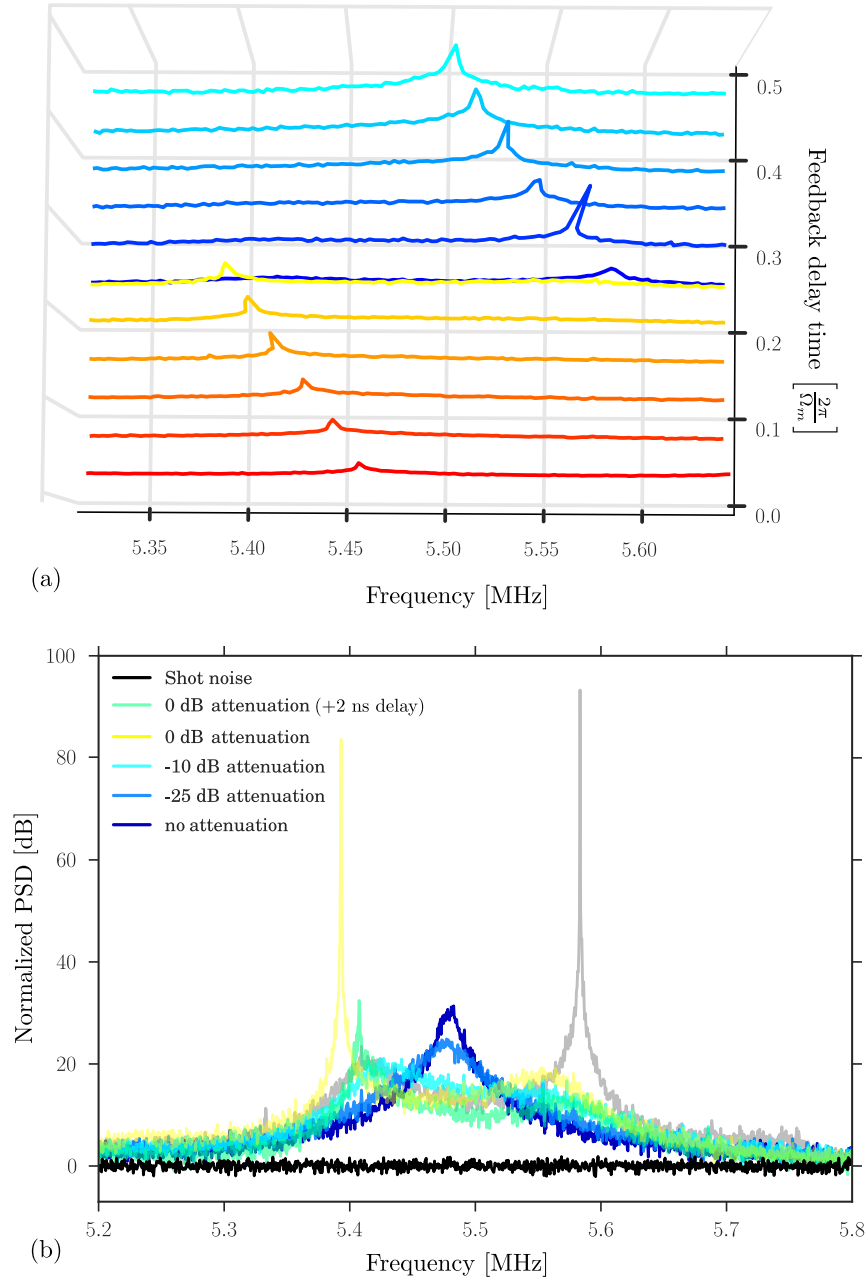 0.5
0.4
0.3
0.2
0.1
0.0
Feedback delay time [2π/Ωm]
5.35 5.40 5.45 5.50 5.55 5.60
(a)
Frequency [MHz]
100
80
60
40
20
0
Normalized PSD [dB]
Shot noise
0 dB attenuation (+2 ns delay)
0 dB attenuation
-10 dB attenuation
-25 dB attenuation
no attenuation
5.2 5.3 5.4 5.5 5.6 5.7 5.8
(b)
Frequency [MHz]